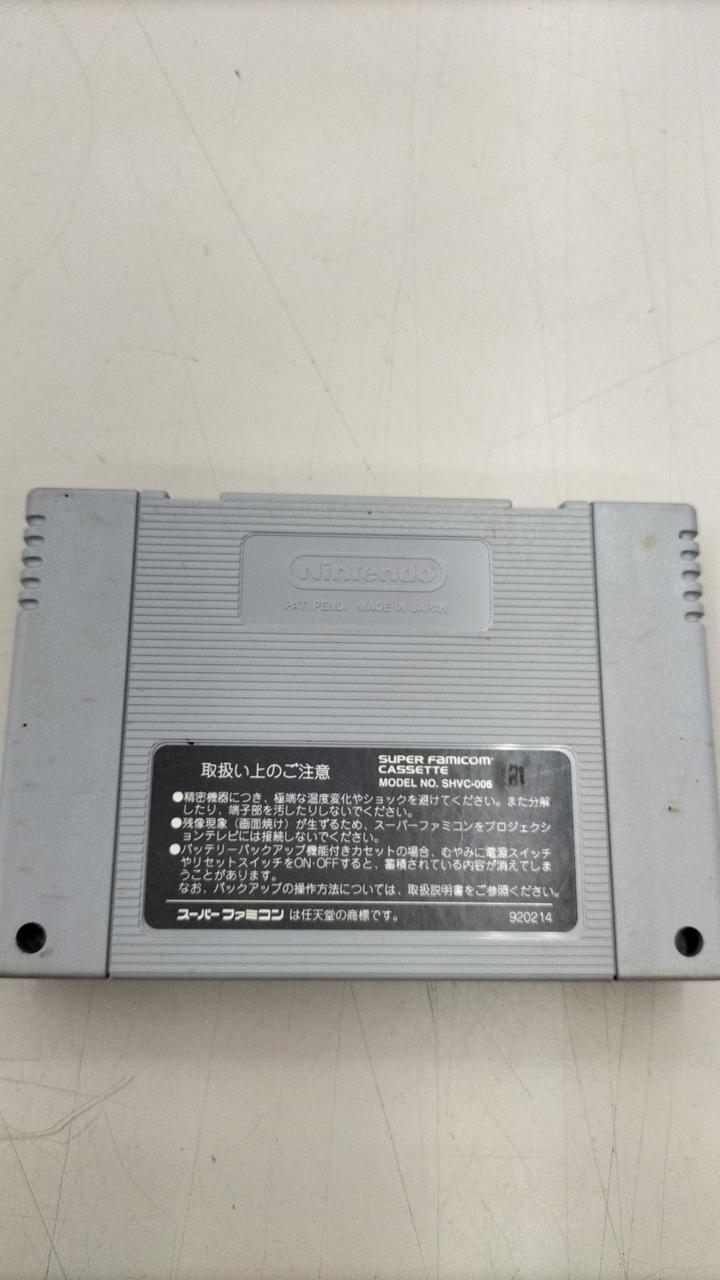 Nintendo
PAT. PEND. MADE IN JAPAN
取扱い上のご注意
SUPER FAMICOM
CASSETTE
MODEL NO. SHVC-006
●精密機器につき、極端な温度変化やショックを避けてください。また分解
したり、端子部を汚したりしないでください。
●残像現象（画面焼け）が生ずるため、スーパーファミコンをプロジェクシ
ョンテレビには接続しないでください。
●バッテリーバックアップ機能付きカセットの場合、むやみに電源スイッチ
やリセットスイッチをON・OFFすると、蓄積されている内容が消えてしま
うことがあります。
なお、バックアップの操作方法については、取扱説明書をご参照ください。
スーパーファミコンは任天堂の商標です。
920214